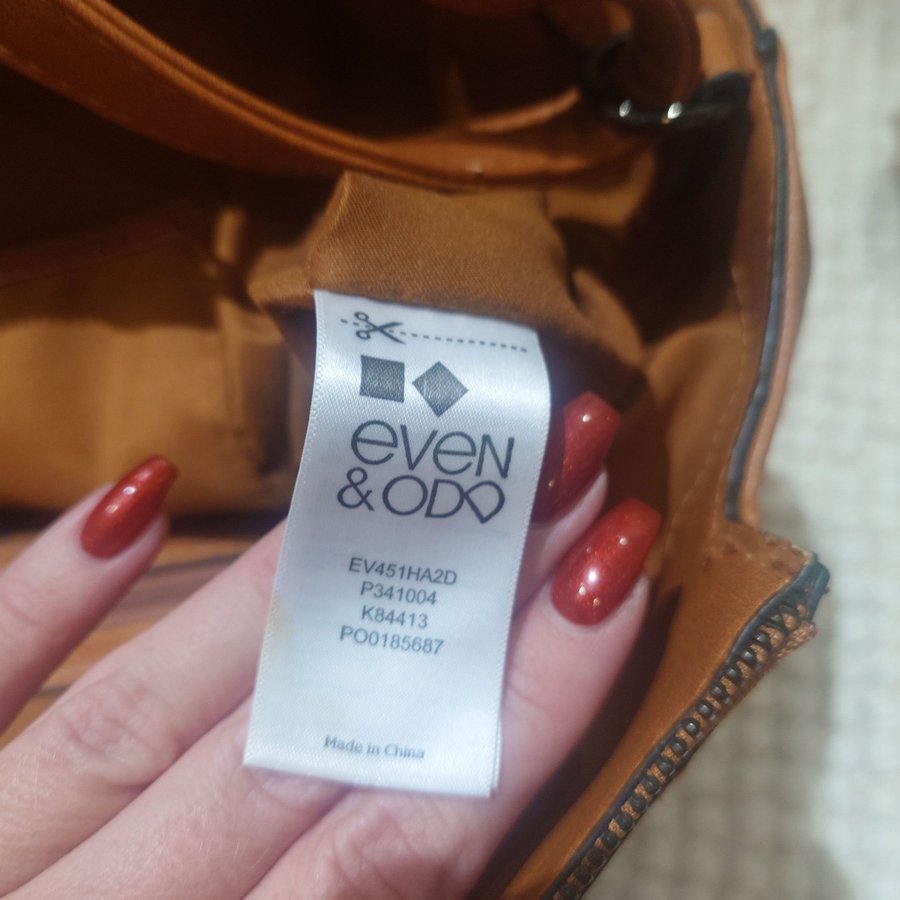 even
& ODD
EV451HA2D
P341004
K84413
PO0185687
Made in China